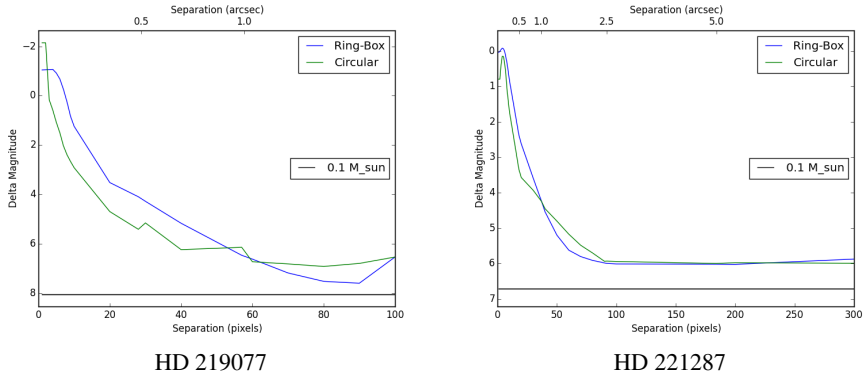 Separation (arcsec)
0.5 1.0
Ring-Box
Circular
0.1 M_sun
Delta Magnitude
−2
0
2
4
6
8
0 20 40 60 80 100
Separation (pixels)
HD 219077
Separation (arcsec)
0.5 1.0 2.5 5.0
Ring-Box
Circular
0.1 M_sun
Delta Magnitude
0
1
2
3
4
5
6
7
0 50 100 150 200 250 300
Separation (pixels)
HD 221287